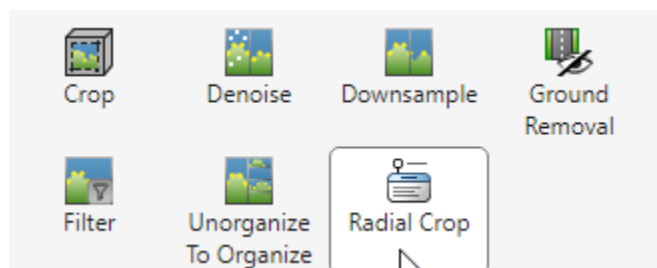 Crop
Denoise
Downsample
Ground
Removal
Filter
Unorganize
To Organize
Radial Crop